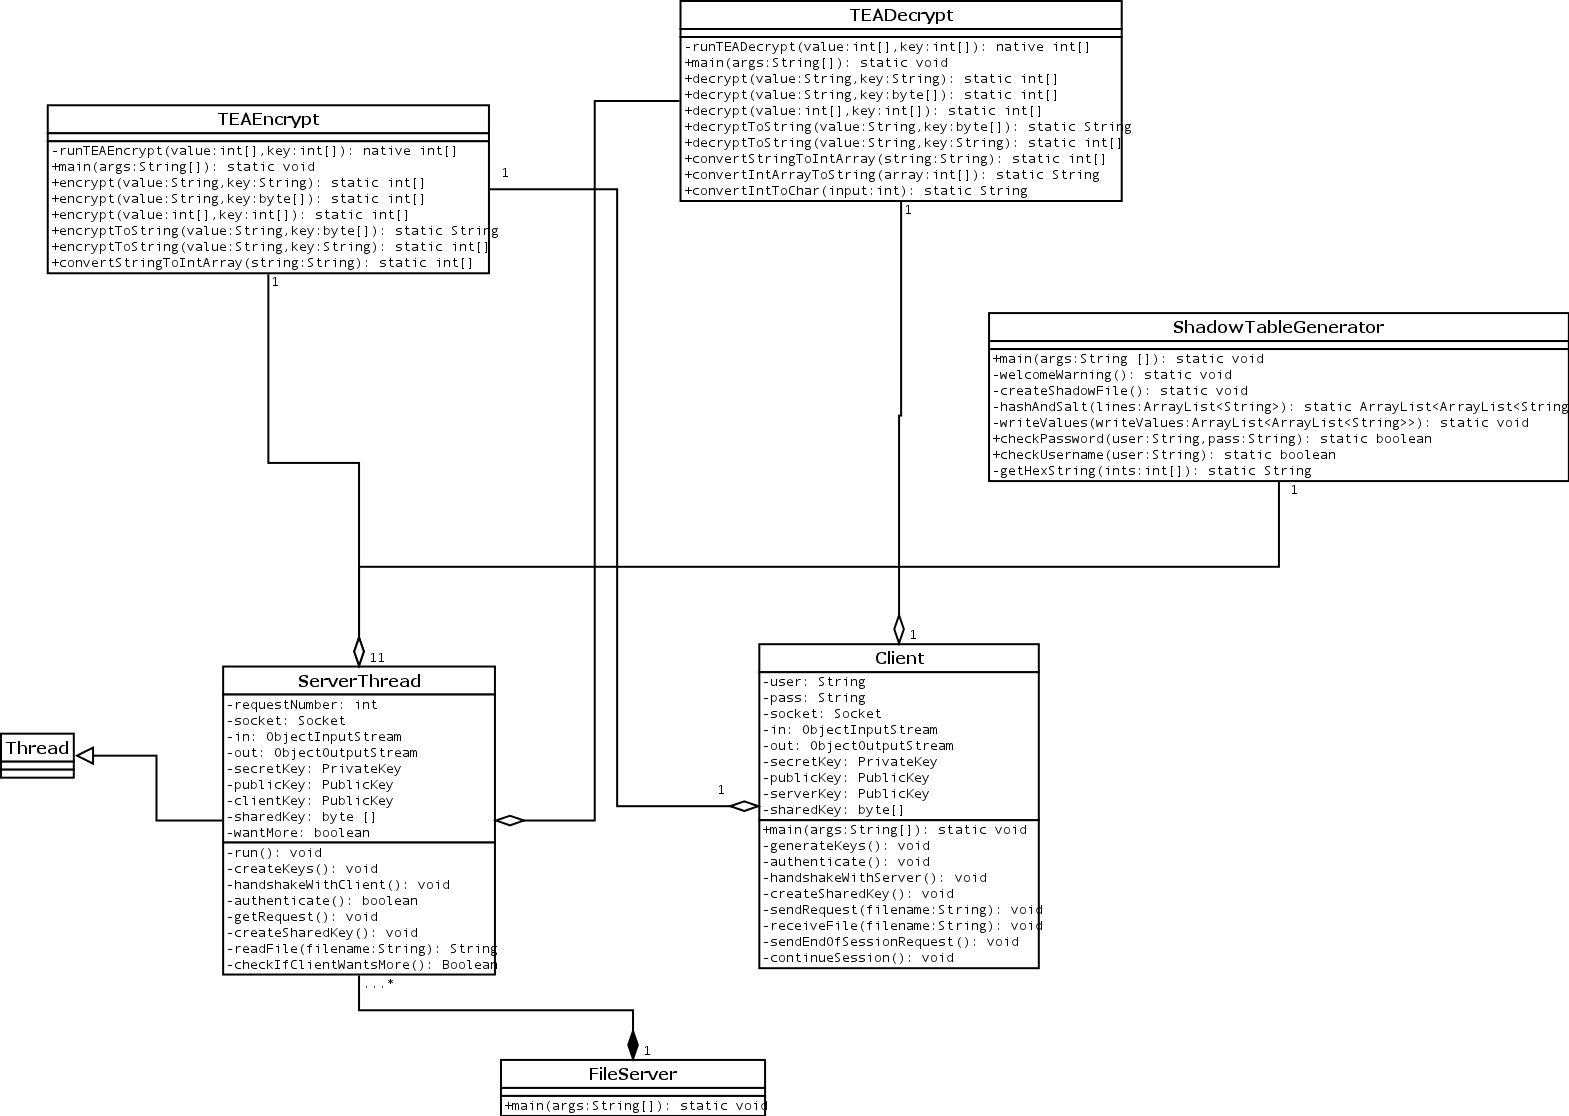 TEADecrypt
-runTEADecrypt(value:int[],key:int[]): native int[]
+main(args:String[]): static void
+decrypt(value:String,key:String): static int[]
+decrypt(value:String,key:byte[]): static int[]
+decrypt(value:int[],key:int[]): static int[]
+decryptToString(value:String,key:byte[]): static String
+decryptToString(value:String,key:String): static int[]
+convertStringToIntArray(string:String): static int[]
+convertIntArrayToString(array:int[]): static String
+convertIntToChar(input:int): static String
1
TEAEncrypt
-runTEAEncrypt(value:int[],key:int[]): native int[]
+main(args:String[]): static void
+encrypt(value:String,key:String): static int[]
+encrypt(value:String,key:byte[]): static int[]
+encrypt(value:int[],key:int[]): static int[]
+encryptToString(value:String,key:byte[]): static String
+encryptToString(value:String,key:String): static int[]
+convertStringToIntArray(string:String): static int[]
1
1
ShadowTableGenerator
+main(args:String []): static void
-welcomeWarning(): static void
-createShadowFile(): static void
-hashAndSalt(lines:ArrayList<String>): static ArrayList<ArrayList<String
-writeValues(writeValues:ArrayList<ArrayList<String>>): static void
+checkPassword(user:String,pass:String): static boolean
+checkUsername(user:String): static boolean
-getHexString(ints:int[]): static String
1
11
ServerThread
-requestNumber: int
-socket: Socket
-in: ObjectInputStream
-out: ObjectOutputStream
-secretKey: PrivateKey
-publicKey: PublicKey
-clientKey: PublicKey
-sharedKey: byte []
-wantMore: boolean
-run(): void
-createKeys(): void
-handshakeWithClient(): void
-authenticate(): boolean
-getRequest(): void
-createSharedKey(): void
-readFile(filename:String): String
-checkIfClientWantsMore(): Boolean
...*
Thread
1
1
Client
-user: String
-pass: String
-socket: Socket
-in: ObjectInputStream
-out: ObjectOutputStream
-secretKey: PrivateKey
-publicKey: PublicKey
-serverKey: PublicKey
-sharedKey: byte[]
+main(args:String[]): static void
-generateKeys(): void
-authenticate(): void
-handshakeWithServer(): void
-createSharedKey(): void
-sendRequest(filename:String): void
-receiveFile(filename:String): void
-sendEndOfSessionRequest(): void
-continueSession(): void
1
FileServer
+main(args:String[]): static void